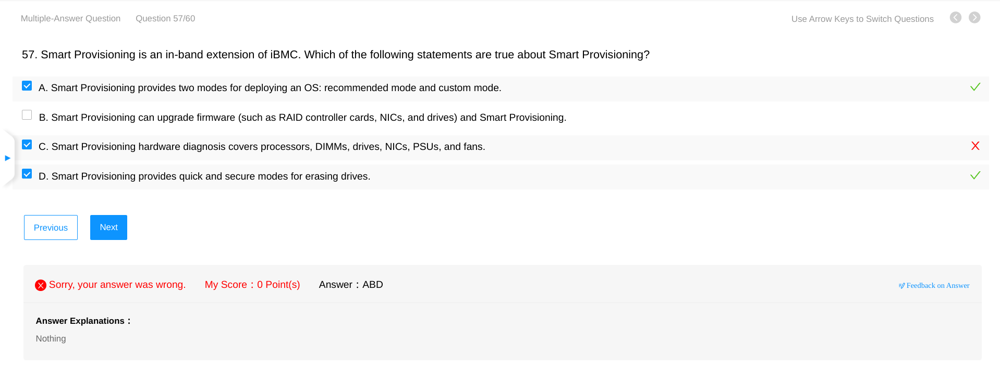 Multiple-Answer Question Question 57/60 Use Arrow Keys to Switch Questions
57. Smart Provisioning is an in-band extension of iBMC. Which of the following statements are true about Smart Provisioning?
A. Smart Provisioning provides two modes for deploying an OS: recommended mode and custom mode.
B. Smart Provisioning can upgrade firmware (such as RAID controller cards, NICs, and drives) and Smart Provisioning.
C. Smart Provisioning hardware diagnosis covers processors, DIMMs, drives, NICs, PSUs, and fans.
D. Smart Provisioning provides quick and secure modes for erasing drives.
Previous Next
Sorry, your answer was wrong. My Score：0 Point(s) Answer：ABD Feedback on Answer
Answer Explanations：
Nothing